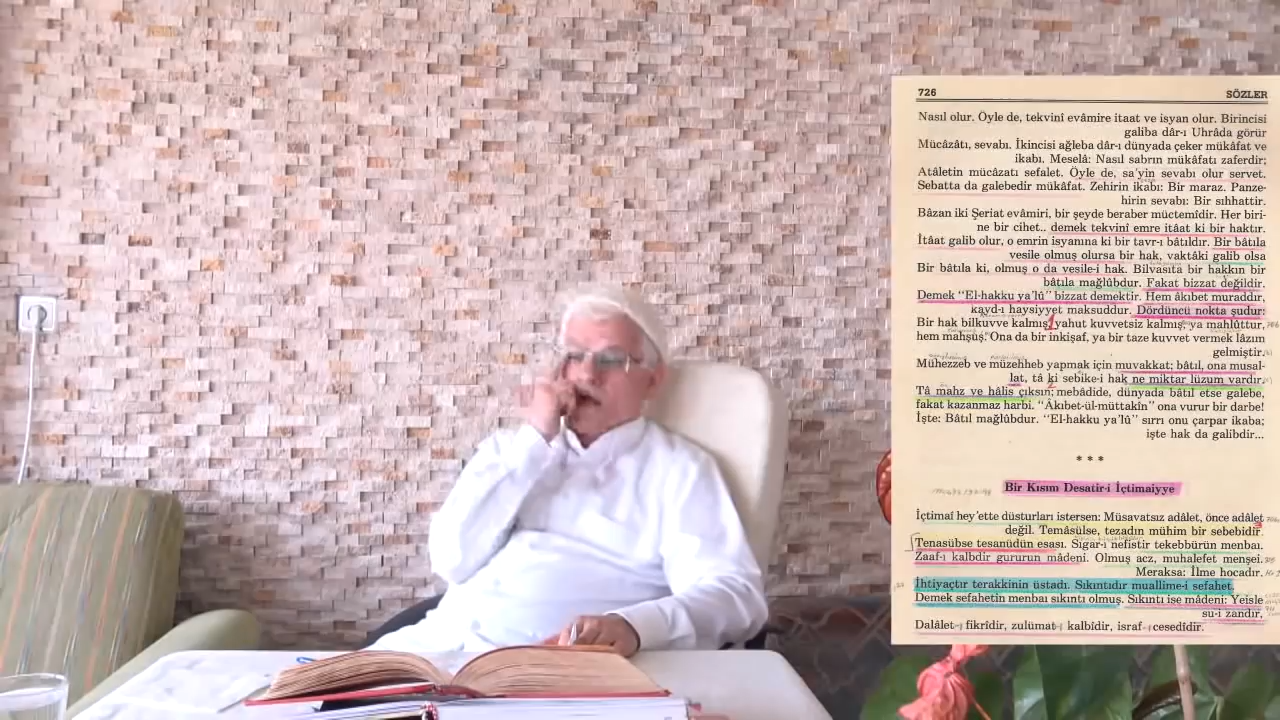 726
SÖZLER
Nasıl olur. Öyle de, tekvinî evâmire itaat ve isyan olur. Birincisi
galiba dâr-ı Uhrâda görür
Mücâzâtı, sevabı. İkincisi ağleba dâr-ı dünyada çeker mükâfat ve
ikabı. Meselâ: Nasıl sabrın mükâfatı zaferdir;
Atâletin mücâzatı sefalet. Öyle de, sa'yin sevabı olur servet.
Sebatta da galebedir mükâfat. Zehirin ikabı: Bir maraz. Panze-
hirin sevabı: Bir sıhhattir.
Bâzan iki Şeriat evâmiri, bir şeyde beraber müctemîdir. Her biri-
ne bir cihet.. demek tekvinî emre itâat ki bir haktır.
İtâat galib olur, o emrin isyanına ki bir tavr-ı bâtıldır. Bir bâtıla
vesile olmuş olursa bir hak, vaktâki galib olsa
Bir bâtıla ki, olmuş o da vesile-i hak. Bilvasıta bir hakkın bir
bâtıla mağlûbdur. Fakat bizzat değildir.
Demek "El-hakku ya'lû" bizzat demektir. Hem âkıbet muraddır,
kayd-ı haysiyyet maksuddur. Dördüncü nokta şudur:
Bir hak bilkuvve kalmış, yahut kuvvetsiz kalmış, ya mahlûttur,
hem mahşûş. Ona da bir inkişaf, ya bir taze kuvvet vermek lâzım
gelmiştir.
Mühezzeb ve müzehheb yapmak için muvakkat; bâtıl, ona musal-
lat, tâ ki sebike-i hak ne miktar lüzum vardır.
Tâ mahz ve hâlis çıksın; mebâdide, dünyada bâtıl etse galebe,
fakat kazanmaz harbi. "Âkıbet-ül-müttakîn" ona vurur bir darbe!
İşte: Bâtıl mağlûbdur. "El-hakku ya'lû" sırrı onu çarpar ikaba;
işte hak da galibdir...
* * *
Bir Kısım Desatir-i İçtimaiyye
İçtimaî hey'ette düsturları istersen: Müsavatsız adâlet, önce adâlet
değil. Temâsülse, tezadın mühim bir sebebidir.
Tenasübse tesanüdün esası. Sıgar-ı nefistir tekebbürün menbaı.
Zaaf-ı kalbdir gururun mâdeni. Olmuş acz, muhalefet menşei.
Meraksa: İlme hocadır.
İhtiyaçtır terakkinin üstadı. Sıkıntıdır muallime-i sefahet.
Demek sefahetin menbaı sıkıntı olmuş. Sıkıntı ise mâdeni: Yeisle
su-i zandır,
Dalâlet-i fikrîdir, zulümat-ı kalbîdir, israf-ı cesedîdir.